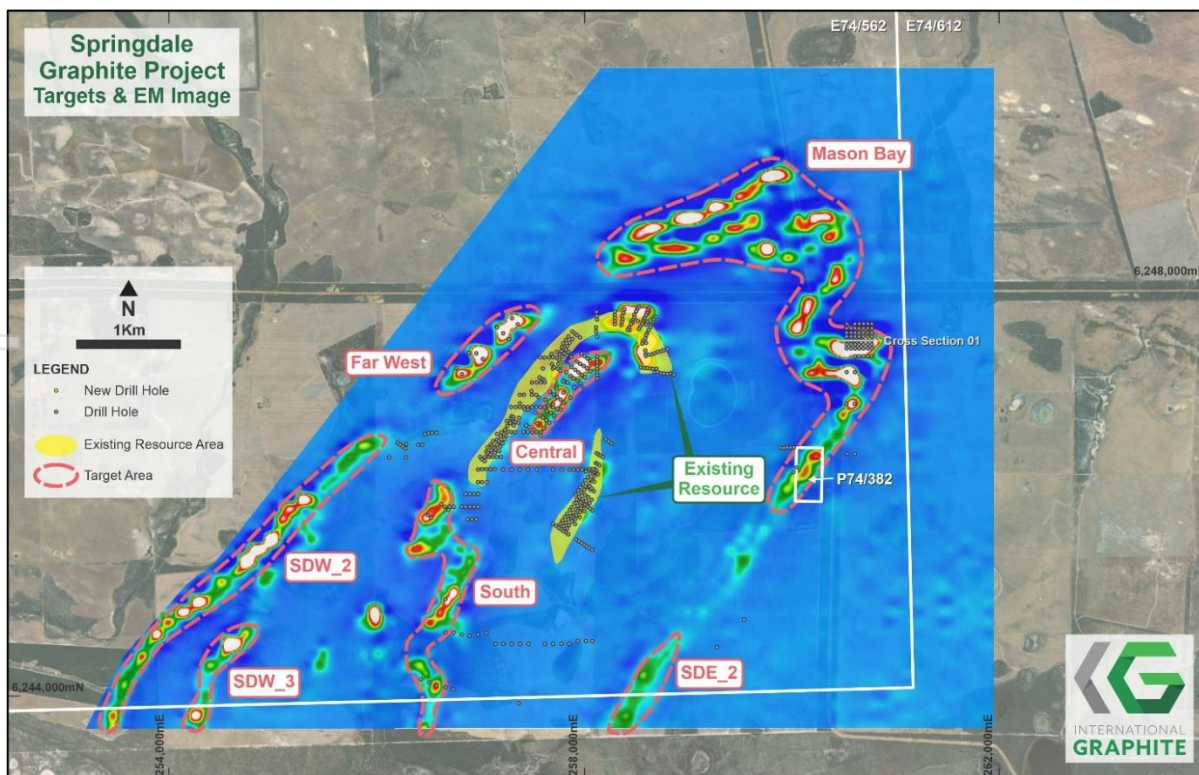 Springdale
Graphite Project
Targets & EM Image
E74/562
E74/612
Mason Bay
6,248,000mN
N
1Km
LEGEND
New Drill Hole
Drill Hole
Existing Resource Area
Target Area
Far West
Cross Section 01
Central
Existing
Resource
P74/382
SDW_2
South
SDW_3
SDE_2
6,244,000mN
254,000mE
258,000mE
262,000mE
INTERNATIONAL
GRAPHITE